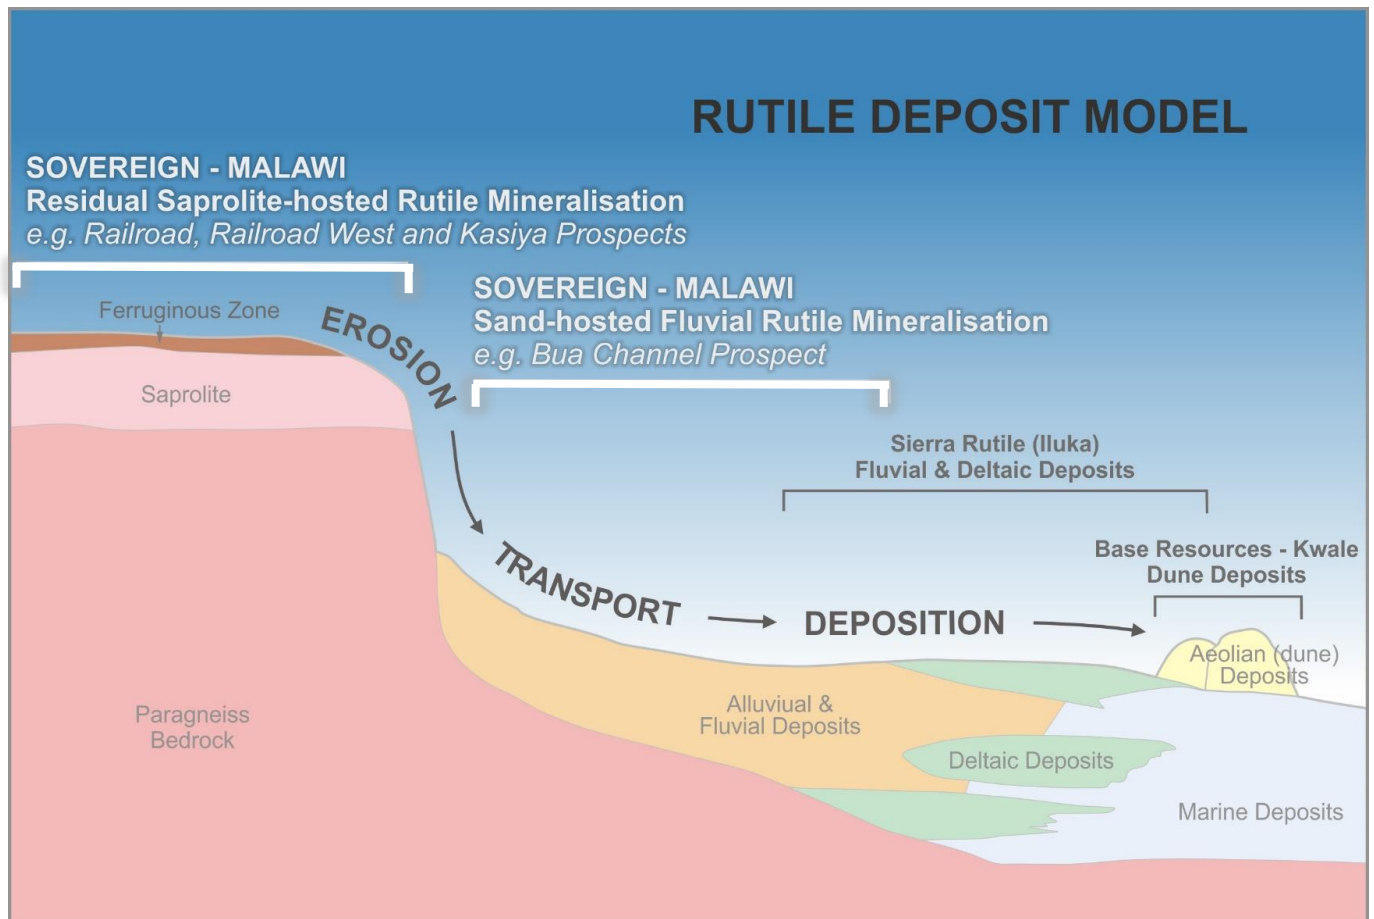 RUTILE DEPOSIT MODEL
SOVEREIGN - MALAWI
Residual Saprolite-hosted Rutile Mineralisation
e.g. Railroad, Railroad West and Kasiya Prospects
Ferruginous Zone
EROSION
SOVEREIGN - MALAWI
Sand-hosted Fluvial Rutile Mineralisation
e.g. Bua Channel Prospect
Saprolite
Sierra Rutile (Iluka)
Fluvial & Deltaic Deposits
Base Resources - Kwale
Dune Deposits
TRANSPORT
DEPOSITION
Aeolian (dune)
Deposits
Paragneiss
Bedrock
Alluviual &
Fluvial Deposits
Deltaic Deposits
Marine Deposits